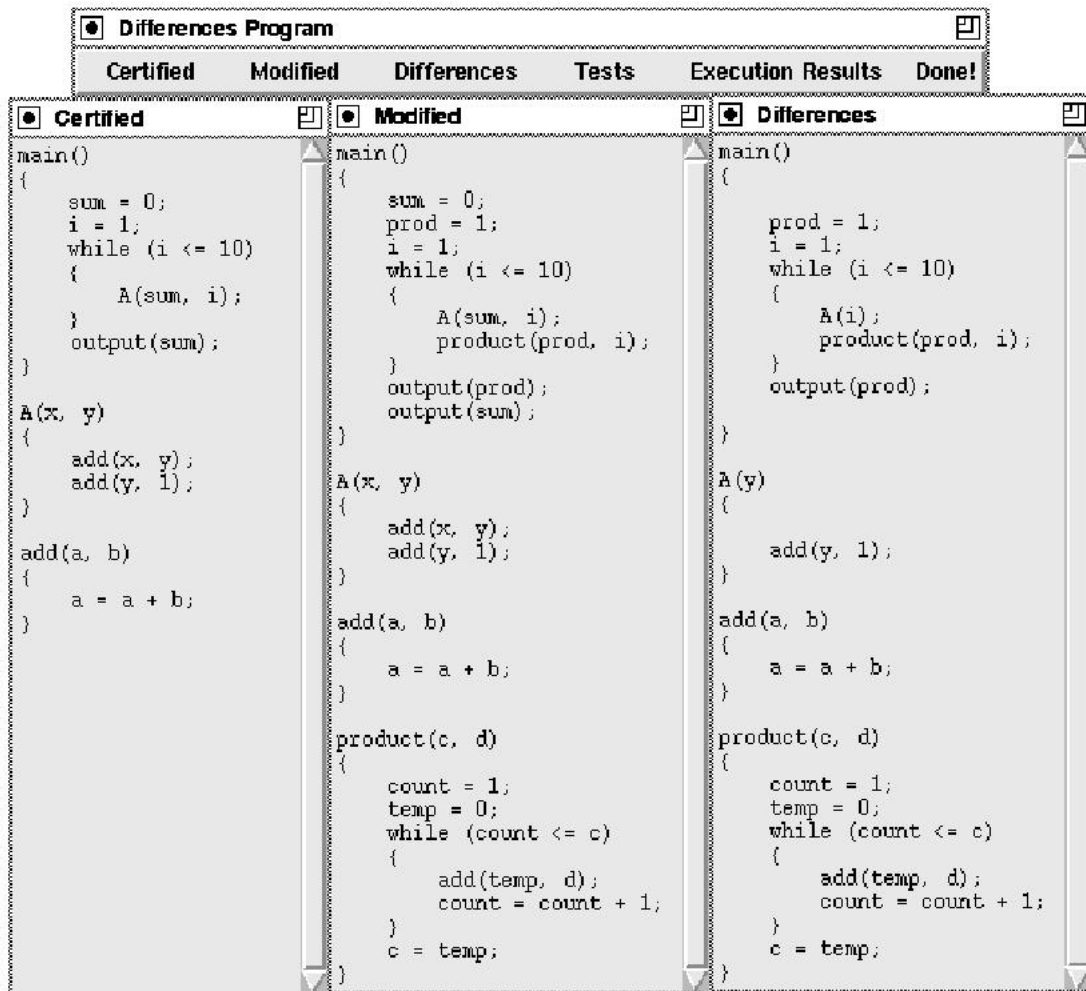 Differences Program
Certified Modified Differences Tests Execution Results Done!
Certified
main()
{
    sum = 0;
    i = 1;
    while (i <= 10)
    {
        A(sum, i);
    }
    output(sum);
}
A(x, y)
{
    add(x, y);
    add(y, 1);
}
add(a, b)
{
    a = a + b;
}
Modified
main()
{
    sum = 0;
    prod = 1;
    i = 1;
    while (i <= 10)
    {
        A(sum, i);
        product(prod, i);
    }
    output(prod);
    output(sum);
}
A(x, y)
{
    add(x, y);
    add(y, 1);
}
add(a, b)
{
    a = a + b;
}
product(c, d)
{
    count = 1;
    temp = 0;
    while (count <= c)
    {
        add(temp, d);
        count = count + 1;
    }
    c = temp;
}
Differences
main()
{
    prod = 1;
    i = 1;
    while (i <= 10)
    {
        A(i);
        product(prod, i);
    }
    output(prod);
}
A(y)
{
    add(y, 1);
}
add(a, b)
{
    a = a + b;
}
product(c, d)
{
    count = 1;
    temp = 0;
    while (count <= c)
    {
        add(temp, d);
        count = count + 1;
    }
    c = temp;
}